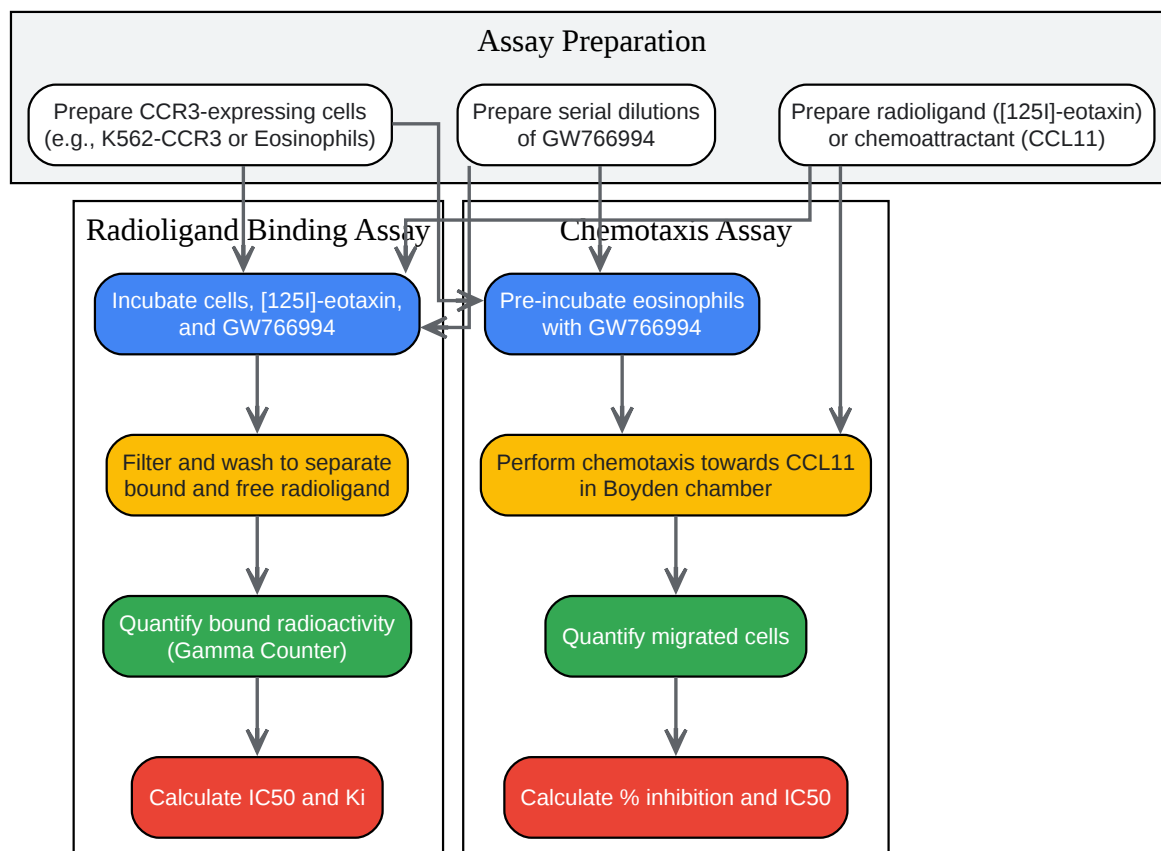 Assay Preparation
Prepare CCR3-expressing cells
(e.g., K562-CCR3 or Eosinophils)
Prepare serial dilutions
of GW766994
Prepare radioligand ([125I]-eotaxin)
or chemoattractant (CCL11)
Radioligand Binding Assay
Incubate cells, [125I]-eotaxin,
and GW766994
Filter and wash to separate
bound and free radioligand
Quantify bound radioactivity
(Gamma Counter)
Calculate IC50 and Ki
Chemotaxis Assay
Pre-incubate eosinophils
with GW766994
Perform chemotaxis towards CCL11
in Boyden chamber
Quantify migrated cells
Calculate % inhibition and IC50